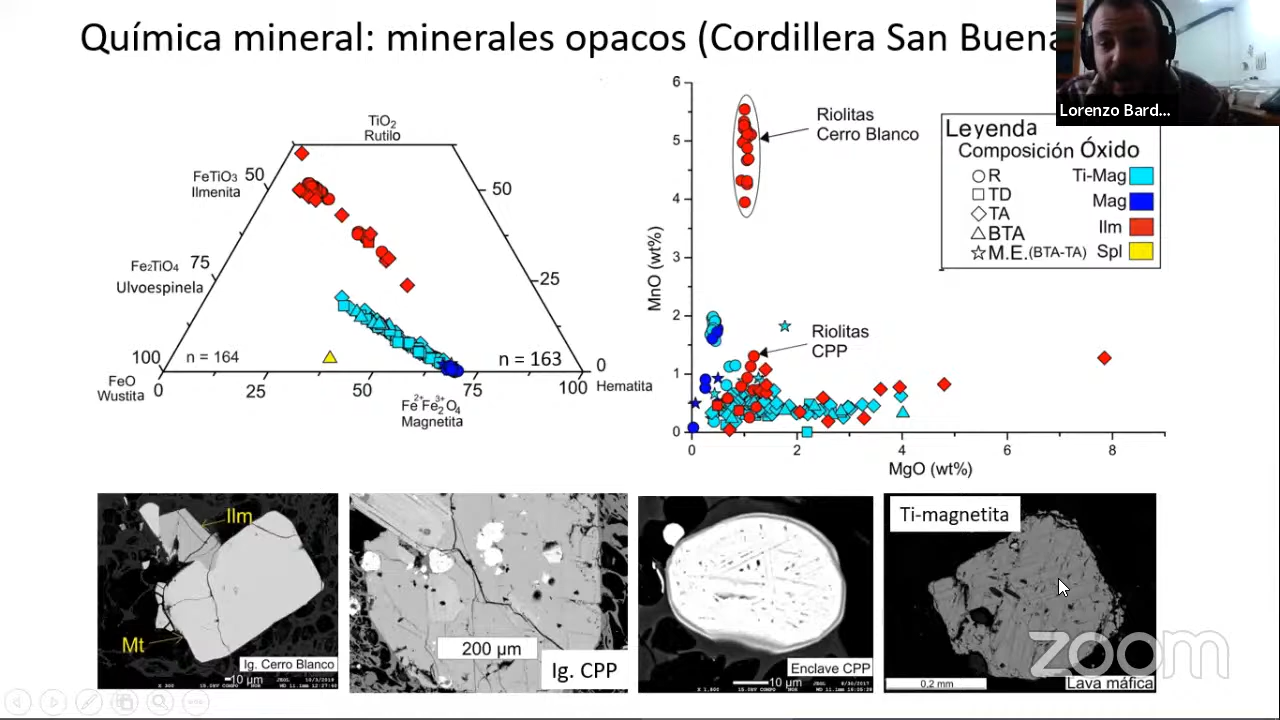 Química mineral: minerales opacos (Cordillera San Buena
Lorenzo Bard...
TiO₂
Rutilo
FeTiO₃
Ilmenita
50
50
Fe₂TiO₄
Ulvoespinela
75
25
100
n = 164
n = 163
0
Hematita
FeO
Wustita
0
25
50
75
100
Fe²⁺Fe₂³⁺O₄
Magnetita
MnO (wt%)
6
5
4
3
2
1
0
0
2
4
6
8
MgO (wt%)
Riolitas
Cerro Blanco
Riolitas
CPP
Leyenda
Composición Óxido
R
TD
TA
BTA
M.E.(BTA-TA)
Ti-Mag
Mag
Ilm
Spl
Ilm
Mt
Ig. Cerro Blanco
10 µm
200 µm
Ig. CPP
Enclave CPP
10 µm
Ti-magnetita
0,2 mm
Lava máfica
zoom